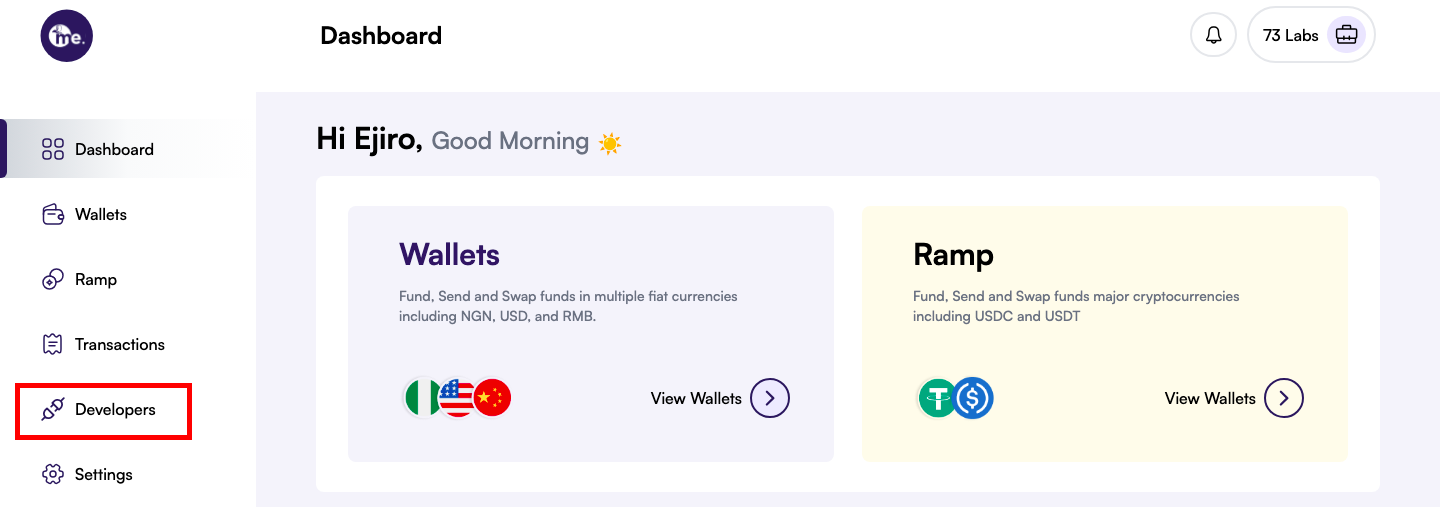 ive.
Dashboard
73 Labs
Dashboard
Wallets
Ramp
Transactions
Developers
Settings
Hi Ejiro, Good Morning
Wallets
Fund, Send and Swap funds in multiple fiat currencies
including NGN, USD, and RMB.
View Wallets
Ramp
Fund, Send and Swap funds major cryptocurrencies
including USDC and USDT
View Wallets